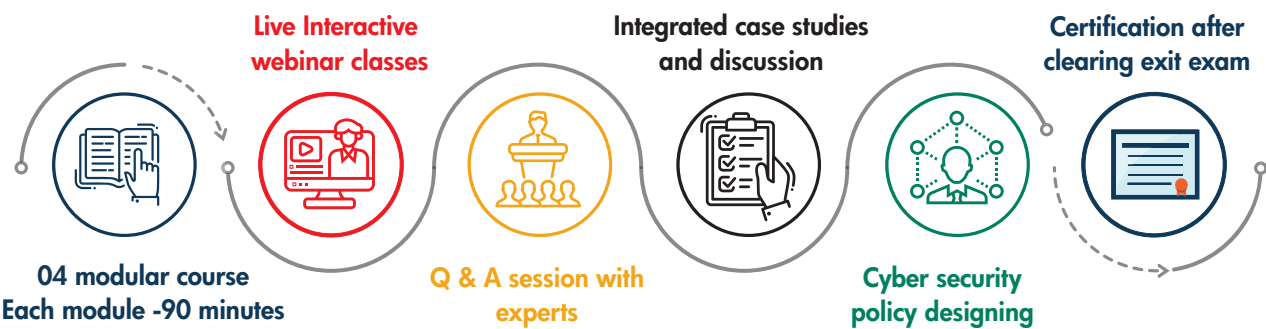 04 modular course
Each module -90 minutes
Live Interactive
webinar classes
Q & A session with
experts
Integrated case studies
and discussion
Cyber security
policy designing
Certification after
clearing exit exam